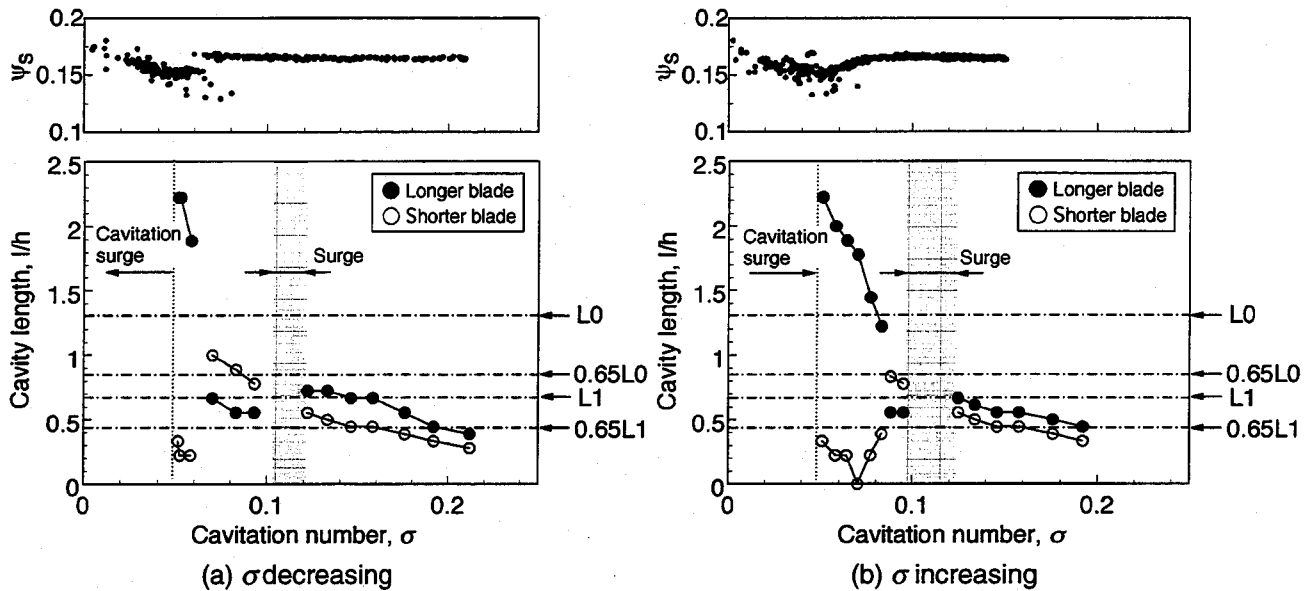 0.2
ψS
0.15
0.1
2.5
Longer blade
Shorter blade
2
Cavitation
surge
Surge
1.5
Cavity length, l/h
L0
1
0.65L0
L1
0.5
0.65L1
0
0 0.1 0.2
Cavitation number, σ
(a) σ decreasing
0.2
ψS
0.15
0.1
2.5
Longer blade
Shorter blade
2
Cavitation
surge
Surge
1.5
Cavity length, l/h
L0
1
0.65L0
L1
0.5
0.65L1
0
0 0.1 0.2
Cavitation number, σ
(b) σ increasing